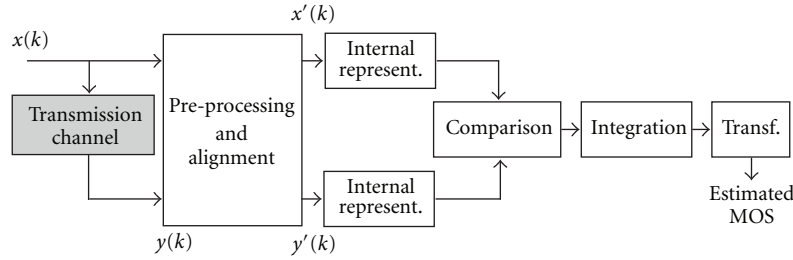 x′(k)
x(k)
Internal
represent.
Transmission
channel
Pre-processing
and
alignment
Comparison
Integration
Transf.
Internal
represent.
Estimated
MOS
y(k)
y′(k)